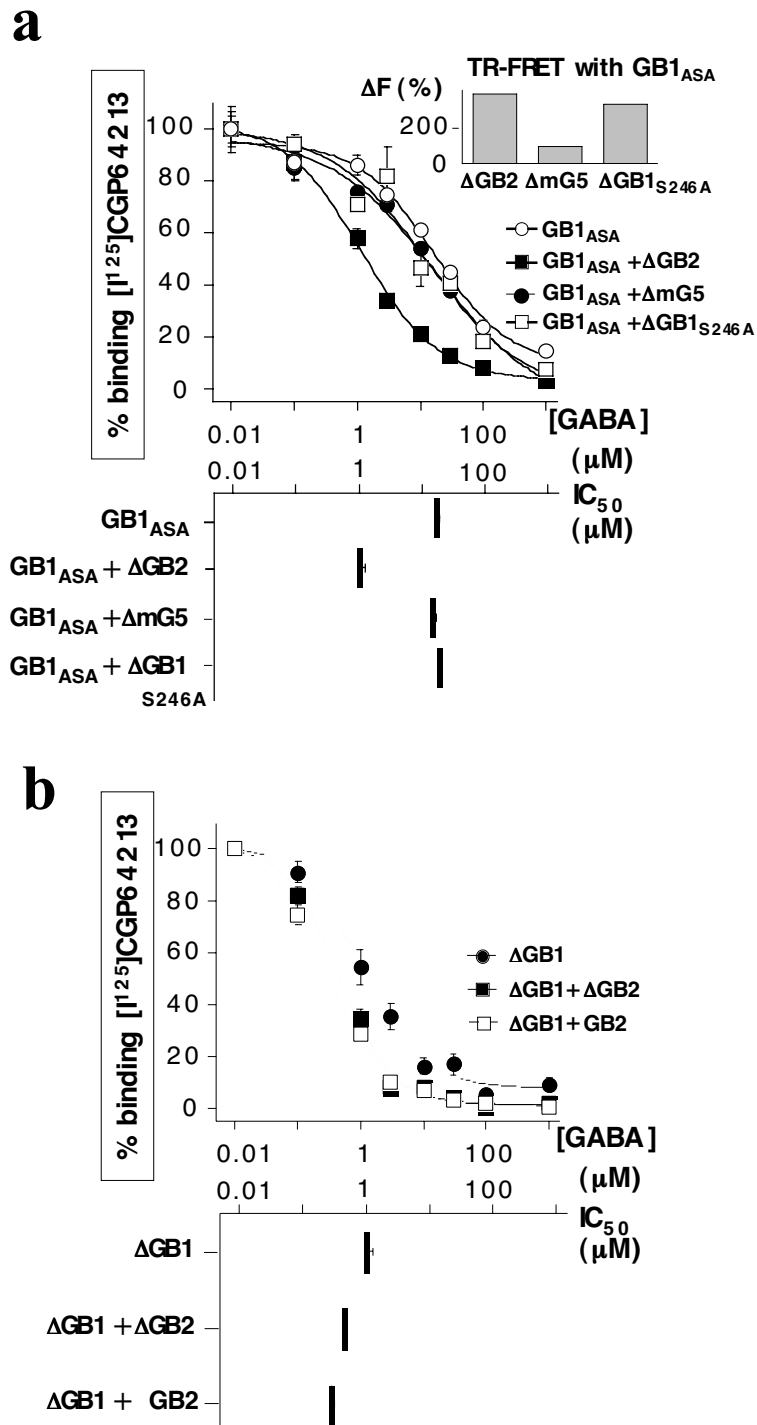 a
TR-FRET with GB1ASA
ΔF (%)
200
0
ΔGB2 ΔmG5 ΔGB1S246A
% binding [I125]CGP64213
100
80
60
40
20
0
GB1ASA
GB1ASA +ΔGB2
GB1ASA +ΔmG5
GB1ASA +ΔGB1S246A
0.01 1 100 [GABA]
(μM)
0.01 1 100 IC50
(μM)
GB1ASA
GB1ASA + ΔGB2
GB1ASA +ΔmG5
GB1ASA + ΔGB1
S246A
b
% binding [I125]CGP64213
100
80
60
40
20
0
ΔGB1
ΔGB1+ΔGB2
ΔGB1+GB2
0.01 1 100 [GABA]
(μM)
0.01 1 100 IC50
(μM)
ΔGB1
ΔGB1 +ΔGB2
ΔGB1 + GB2